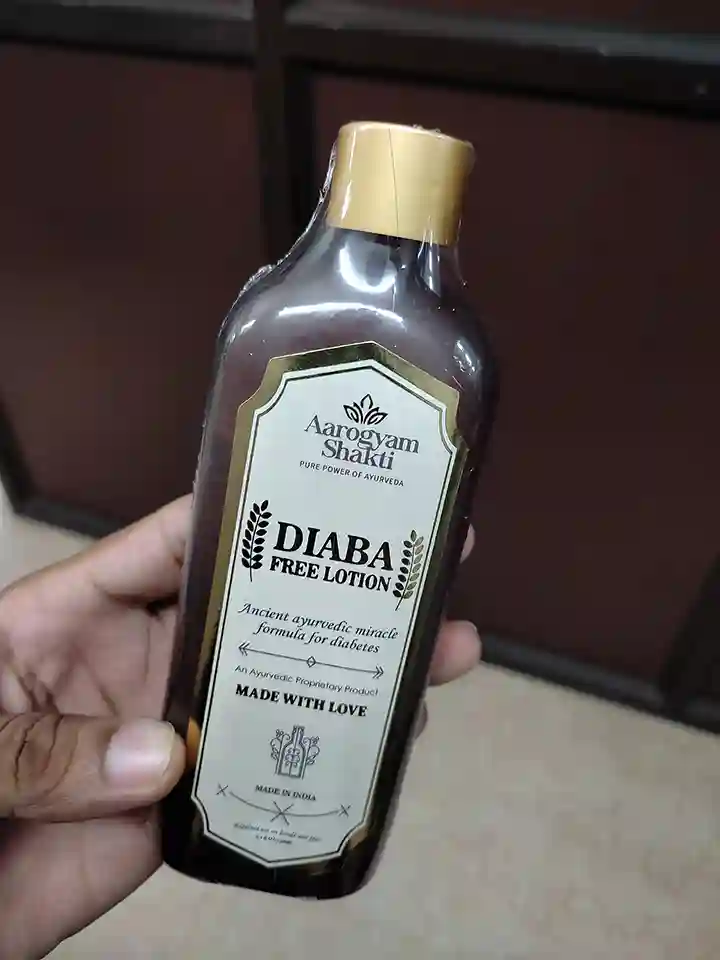 Aarogyam
Shakti
PURE POWER OF AYURVEDA
DIABA
FREE LOTION
Ancient ayurvedic miracle
formula for diabetes
An Ayurvedic Proprietary Product
MADE WITH LOVE
MADE IN INDIA